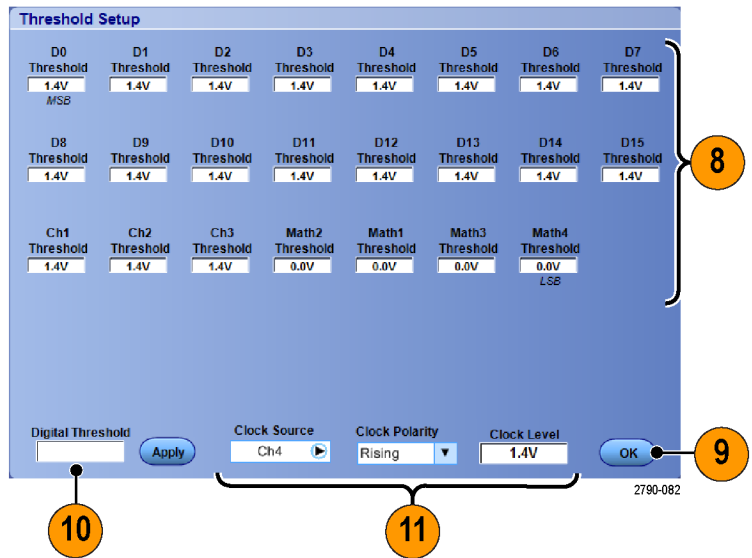 Threshold Setup
D0 D1 D2 D3 D4 D5 D6 D7
Threshold Threshold Threshold Threshold Threshold Threshold Threshold Threshold
1.4V 1.4V 1.4V 1.4V 1.4V 1.4V 1.4V 1.4V
MSB
D8 D9 D10 D11 D12 D13 D14 D15
Threshold Threshold Threshold Threshold Threshold Threshold Threshold Threshold
1.4V 1.4V 1.4V 1.4V 1.4V 1.4V 1.4V 1.4V
8
Ch1 Ch2 Ch3 Math2 Math1 Math3 Math4
Threshold Threshold Threshold Threshold Threshold Threshold Threshold
1.4V 1.4V 1.4V 0.0V 0.0V 0.0V 0.0V
LSB
Digital Threshold Clock Source Clock Polarity Clock Level
Apply Ch4 Rising 1.4V OK 9
2790-082
10 11